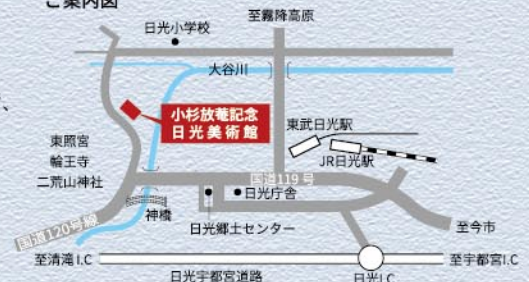 ご案内図
至霧降高原
日光小学校
大谷川
、
小杉放菴記念
日光美術館
東武日光駅
JR日光駅
東照宮
輪王寺
二荒山神社
国道119号
日光庁舎
神橋
日光郷土センター
国道120号線
至今市
至清滝I.C
至宇都宮I.C
日光宇都宮道路
日光I.C